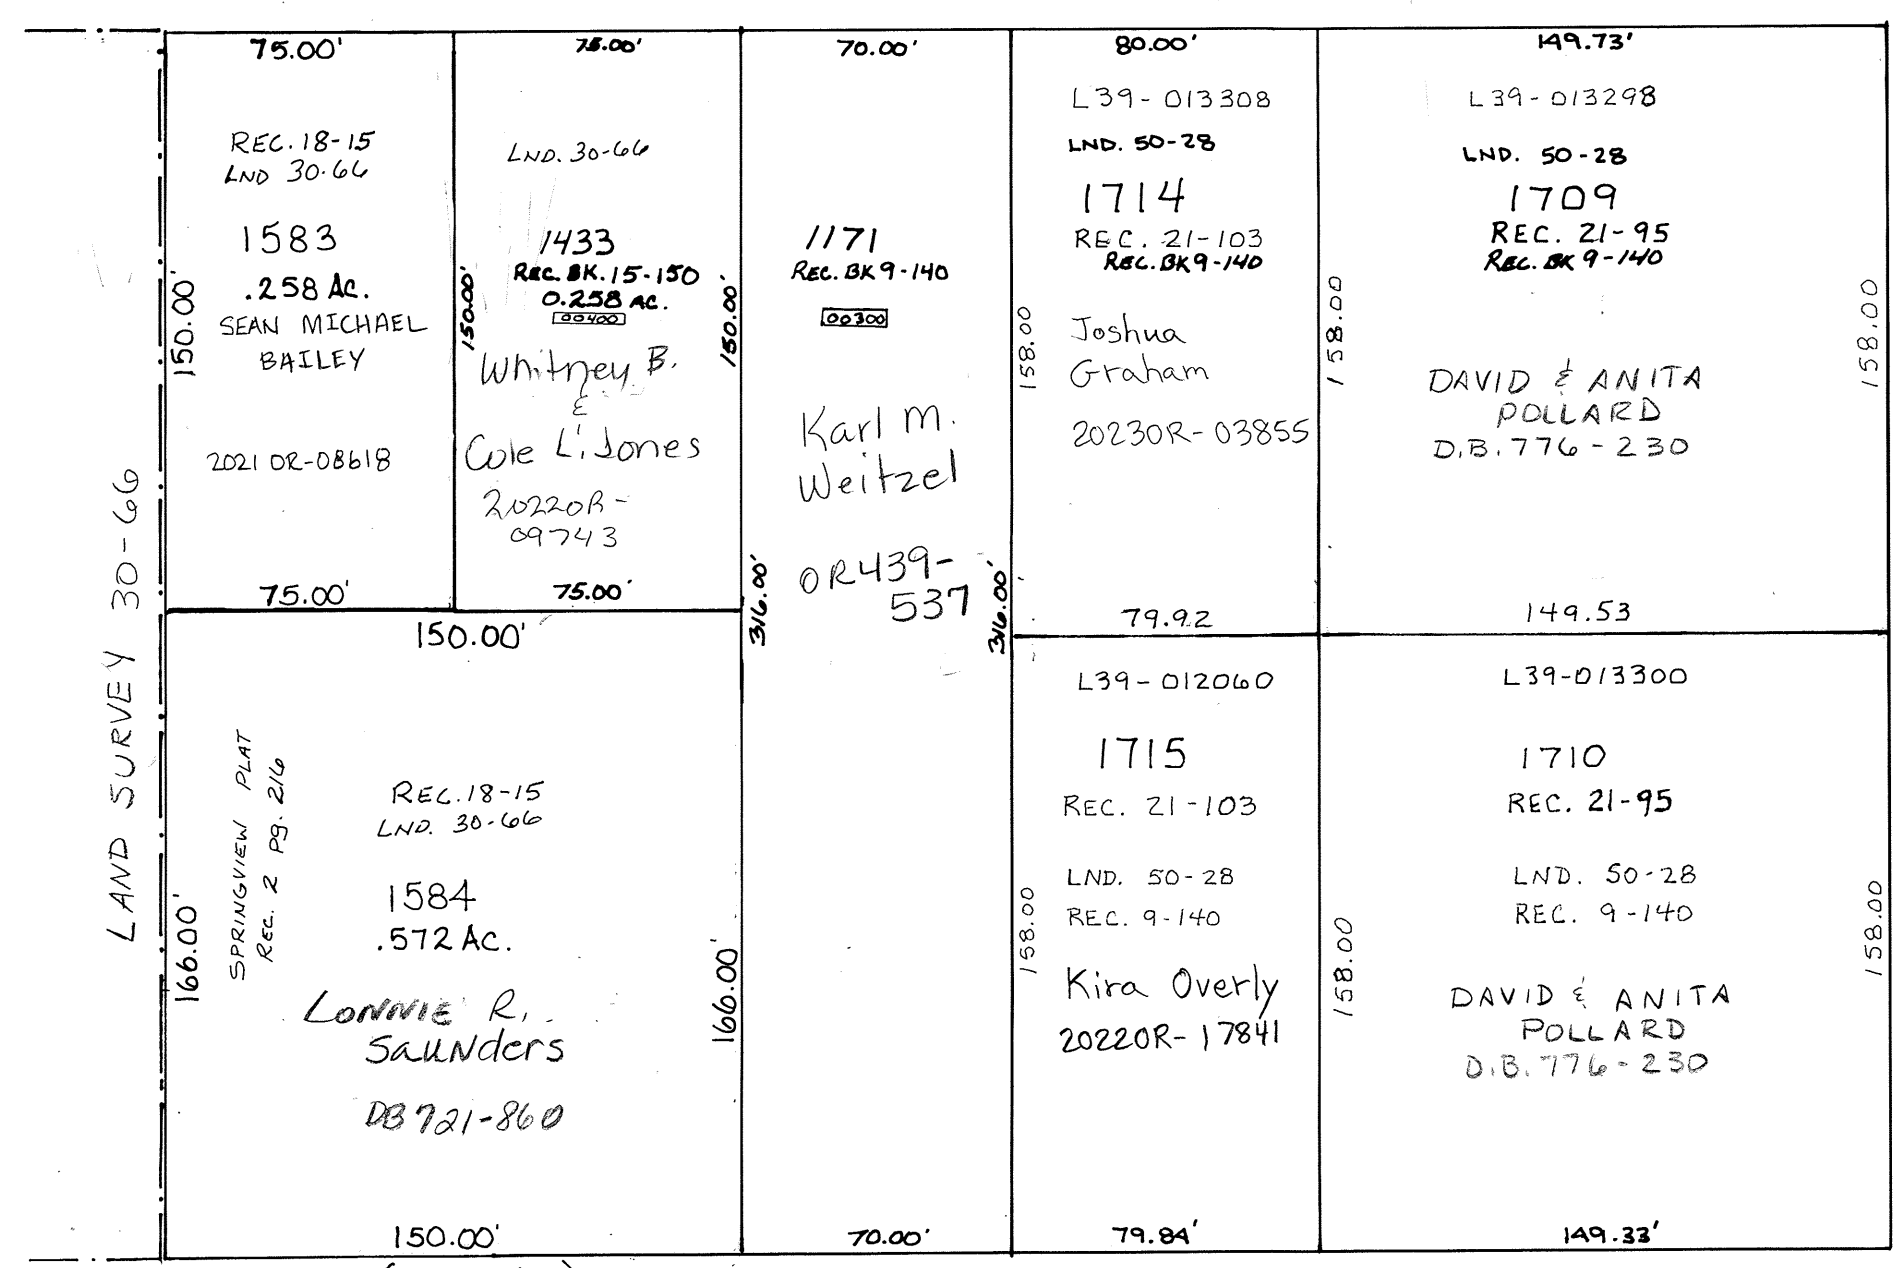 LAND SURVEY 30-66
75.00'
REC. 18-15
LND 30-66
1583
.258 AC.
SEAN MICHAEL
BAILEY
2021 OR-08618
150.00'
75.00'
75.00'
LND. 30-66
1433
REC. BK. 15-150
0.258 AC.
00400
Whitney B.
&
Cole L. Jones
2022OR-
09743
150.00'
150.00'
75.00'
70.00'
1171
REC. BK 9-140
00300
Karl M.
Weitzel
OR439-
537
316.00'
316.00'
70.00'
80.00'
L39-013308
LND. 50-28
1714
REC. 21-103
REC. BK 9-140
Joshua
Graham
2023OR-03855
158.00
158.00
79.92
149.73'
L39-013298
LND. 50-28
1709
REC. 21-95
REC. BK 9-140
DAVID & ANITA
POLLARD
D.B. 776-230
158.00
149.53
150.00'
SPRINGVIEW PLAT
REC. 2 Pg. 216
REC. 18-15
LND. 30-66
1584
.572 AC.
LONNIE R.
SAUNders
DB 721-860
166.00'
166.00'
150.00'
L39-012060
1715
REC. 21-103
LND. 50-28
REC. 9-140
Kira Overly
2022OR-17841
158.00
158.00
79.84'
L39-013300
1710
REC. 21-95
LND. 50-28
REC. 9-140
DAVID & ANITA
POLLARD
D.B. 776-230
158.00
149.33'